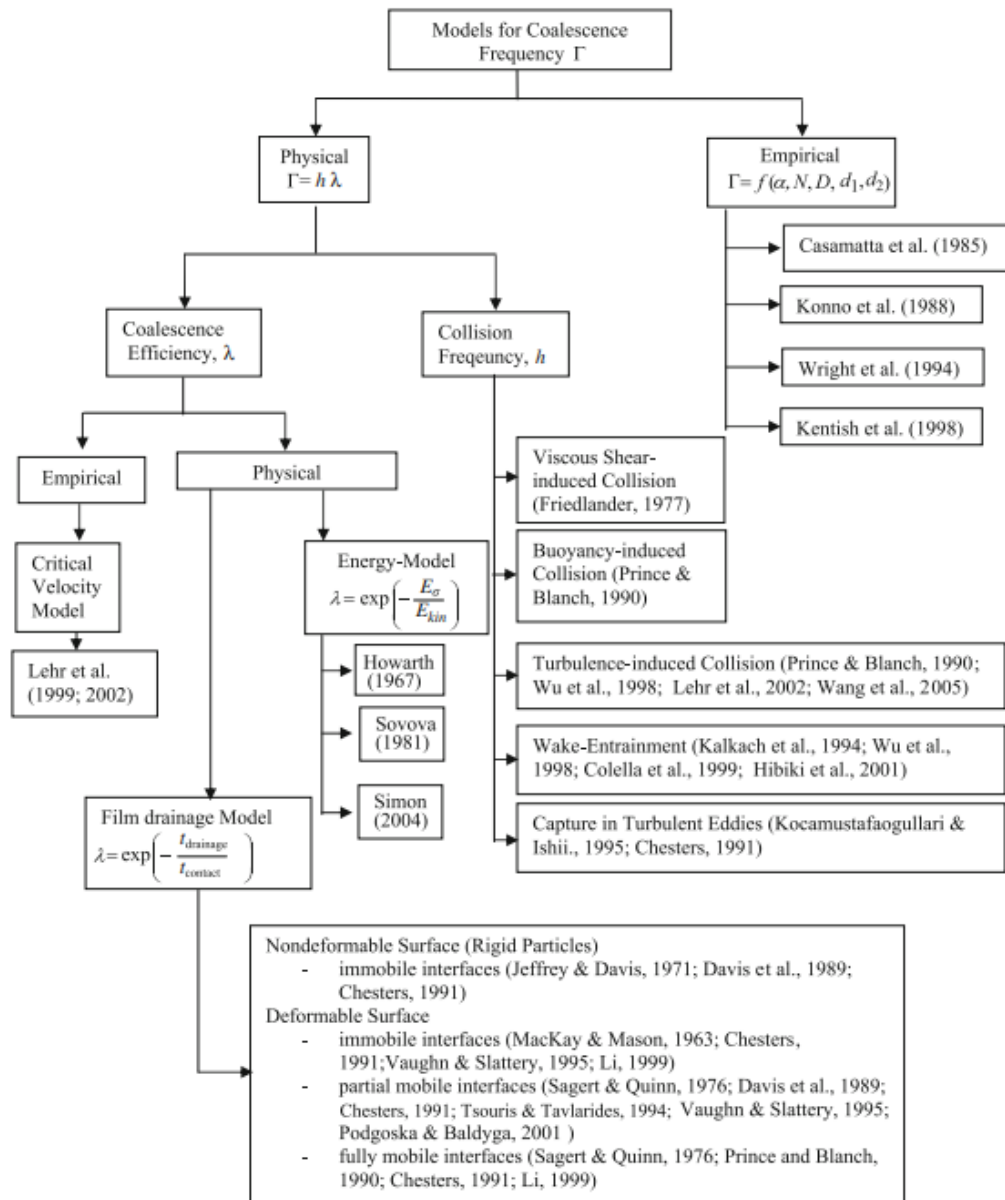 Models for Coalescence
Frequency Γ
Physical
Γ= h λ
Empirical
Γ= f(α, N, D, d₁, d₂)
Casamatta et al. (1985)
Konno et al. (1988)
Wright et al. (1994)
Kentish et al. (1998)
Coalescence
Efficiency, λ
Collision
Freqeuncy, h
Empirical
Physical
Critical
Velocity
Model
Lehr et al.
(1999; 2002)
Energy-Model
λ = exp(−E_σ/E_kin)
Howarth
(1967)
Sovova
(1981)
Simon
(2004)
Viscous Shear-
induced Collision
(Friedlander, 1977)
Buoyancy-induced
Collision (Prince &
Blanch, 1990)
Turbulence-induced Collision (Prince & Blanch, 1990;
Wu et al., 1998; Lehr et al., 2002; Wang et al., 2005)
Wake-Entrainment (Kalkach et al., 1994; Wu et al.,
1998; Colella et al., 1999; Hibiki et al., 2001)
Capture in Turbulent Eddies (Kocamustafaogullari &
Ishii., 1995; Chesters, 1991)
Film drainage Model
λ = exp(−t_drainage/t_contact)
Nondeformable Surface (Rigid Particles)
- immobile interfaces (Jeffrey & Davis, 1971; Davis et al., 1989;
Chesters, 1991)
Deformable Surface
- immobile interfaces (MacKay & Mason, 1963; Chesters,
1991;Vaughn & Slattery, 1995; Li, 1999)
- partial mobile interfaces (Sagert & Quinn, 1976; Davis et al., 1989;
Chesters, 1991; Tsouris & Tavlarides, 1994; Vaughn & Slattery, 1995;
Podgoska & Baldyga, 2001 )
- fully mobile interfaces (Sagert & Quinn, 1976; Prince and Blanch,
1990; Chesters, 1991; Li, 1999)